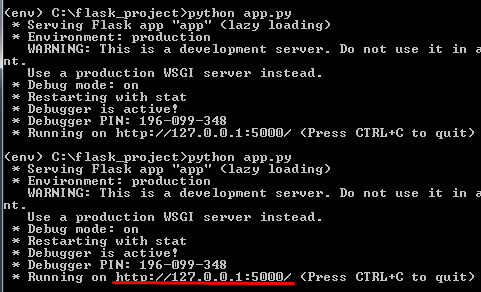 (env) C:\flask_project>python app.py
* Serving Flask app "app" (lazy loading)
* Environment: production
WARNING: This is a development server. Do not use it in a
nt.
Use a production WSGI server instead.
* Debug mode: on
* Restarting with stat
* Debugger is active!
* Debugger PIN: 196-099-348
* Running on http://127.0.0.1:5000/ (Press CTRL+C to quit)
(env) C:\flask_project>python app.py
* Serving Flask app "app" (lazy loading)
* Environment: production
WARNING: This is a development server. Do not use it in a
nt.
Use a production WSGI server instead.
* Debug mode: on
* Restarting with stat
* Debugger is active!
* Debugger PIN: 196-099-348
* Running on http://127.0.0.1:5000/ (Press CTRL+C to quit)